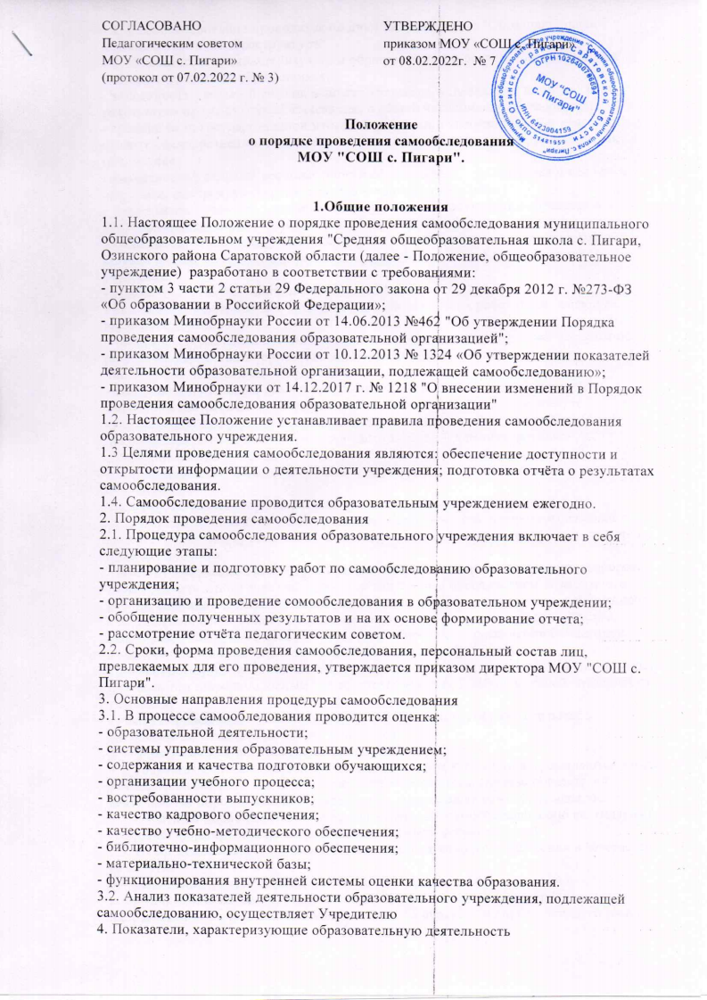 СОГЛАСОВАНО
Педагогическим советом
МОУ «СОШ с. Пигари»
(протокол от 07.02.2022 г. № 3)
УТВЕРЖДЕНО
приказом МОУ «СОШ с. Пигари»
от 08.02.2022г.  № 7
Муниципальное общеобразовательное учреждение "Средняя общеобразовательная школа с. Пигари"
Озинского района Саратовской области
ОГРН 1026400786694
МОУ "СОШ
с. Пигари"
ИНН 6423004159
ОКПО 51481959
Положение
о порядке проведения самообследования
МОУ "СОШ с. Пигари".
1.Общие положения
1.1. Настоящее Положение о порядке проведения самообследования муниципального
общеобразовательном учреждения "Средняя общеобразовательная школа с. Пигари,
Озинского района Саратовской области (далее - Положение, общеобразовательное
учреждение)  разработано в соответствии с требованиями:
- пунктом 3 части 2 статьи 29 Федерального закона от 29 декабря 2012 г. №273-ФЗ
«Об образовании в Российской Федерации»;
- приказом Минобрнауки России от 14.06.2013 №462 "Об утверждении Порядка
проведения самообследования образовательной организацией";
- приказом Минобрнауки России от 10.12.2013 № 1324 «Об утверждении показателей
деятельности образовательной организации, подлежащей самообследованию»;
- приказом Минобрнауки от 14.12.2017 г. № 1218 "О внесении изменений в Порядок
проведения самообследования образовательной организации"
1.2. Настоящее Положение устанавливает правила проведения самообследования
образовательного учреждения.
1.3 Целями проведения самообследования являются: обеспечение доступности и
открытости информации о деятельности учреждения; подготовка отчёта о результатах
самообследования.
1.4. Самообследование проводится образовательным учреждением ежегодно.
2. Порядок проведения самообследования
2.1. Процедура самообследования образовательного учреждения включает в себя
следующие этапы:
- планирование и подготовку работ по самообследованию образовательного
учреждения;
- организацию и проведение сомообследования в образовательном учреждении;
- обобщение полученных результатов и на их основе формирование отчета;
- рассмотрение отчёта педагогическим советом.
2.2. Сроки, форма проведения самообследования, персональный состав лиц,
превлекаемых для его проведения, утверждается приказом директора МОУ "СОШ с.
Пигари".
3. Основные направления процедуры самообследования
3.1. В процессе самообледования проводится оценка:
- образовательной деятельности;
- системы управления образовательным учреждением;
- содержания и качества подготовки обучающихся;
- организации учебного процесса;
- востребованности выпускников;
- качество кадрового обеспечения;
- качество учебно-методического обеспечения;
- библиотечно-информационного обеспечения;
- материально-технической базы;
- функционирования внутренней системы оценки качества образования.
3.2. Анализ показателей деятельности образовательного учреждения, подлежащей
самообследованию, осуществляет Учредителю
4. Показатели, характеризующие образовательную деятельность